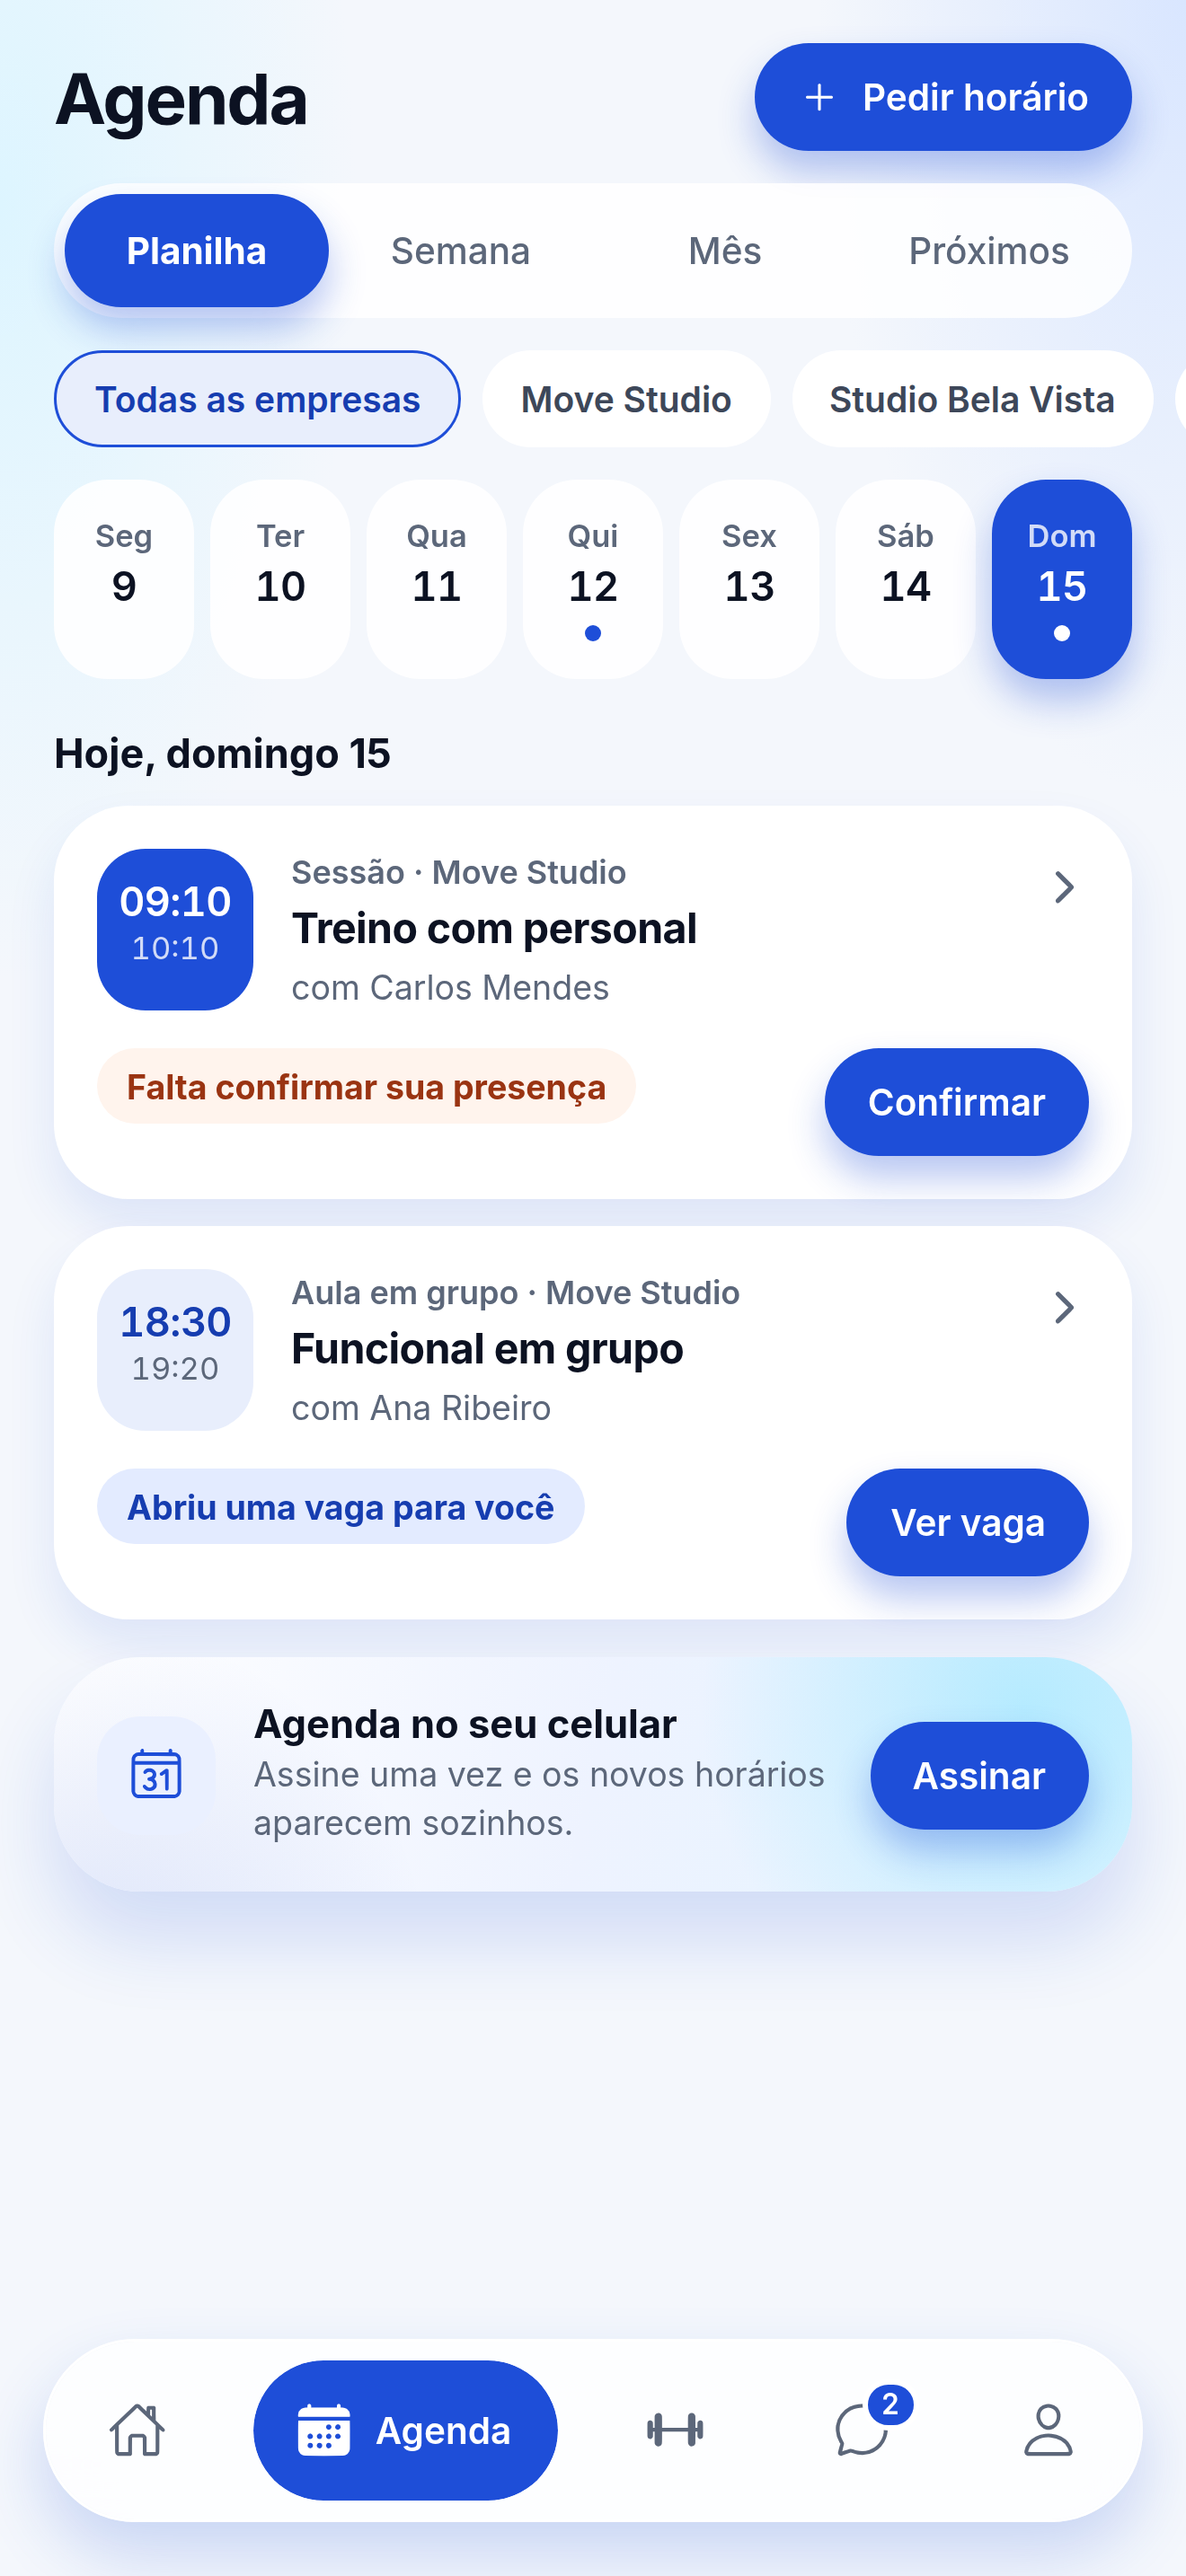 Agenda
Pedir horário
Planilha
Semana
Mês
Próximos
Todas as empresas
Move Studio
Studio Bela Vista
Seg
9
Ter
10
Qua
11
Qui
12
Sex
13
Sáb
14
Dom
15
Hoje, domingo 15
09:10
10:10
Sessão · Move Studio
Treino com personal
com Carlos Mendes
Falta confirmar sua presença
Confirmar
18:30
19:20
Aula em grupo · Move Studio
Funcional em grupo
com Ana Ribeiro
Abriu uma vaga para você
Ver vaga
31
Agenda no seu celular
Assine uma vez e os novos horários
aparecem sozinhos.
Assinar
Agenda
2